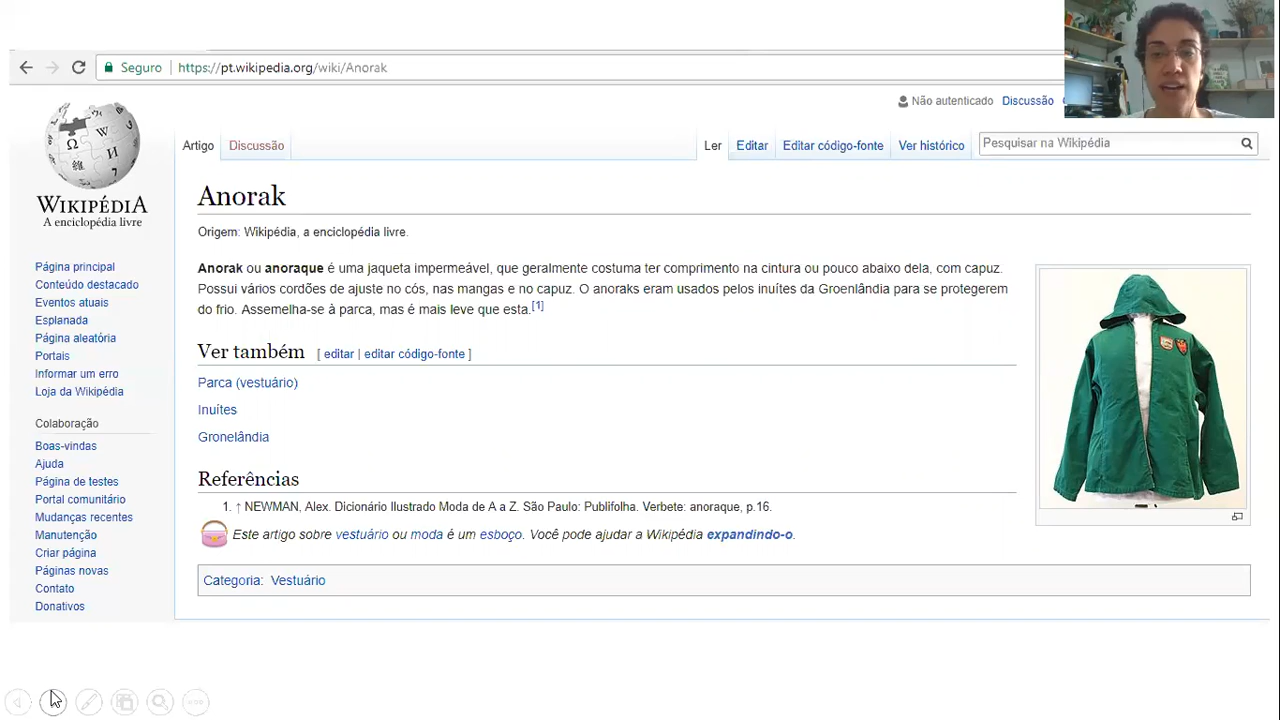 Seguro https://pt.wikipedia.org/wiki/Anorak
Não autenticado Discussão
Artigo Discussão Ler Editar Editar código-fonte Ver histórico Pesquisar na Wikipédia
WIKIPÉDIA
A enciclopédia livre
Página principal
Conteúdo destacado
Eventos atuais
Esplanada
Página aleatória
Portais
Informar um erro
Loja da Wikipédia
Colaboração
Boas-vindas
Ajuda
Página de testes
Portal comunitário
Mudanças recentes
Manutenção
Criar página
Páginas novas
Contato
Donativos
Anorak
Origem: Wikipédia, a enciclopédia livre.
Anorak ou anoraque é uma jaqueta impermeável, que geralmente costuma ter comprimento na cintura ou pouco abaixo dela, com capuz.
Possui vários cordões de ajuste no cós, nas mangas e no capuz. O anoraks eram usados pelos inuítes da Groenlândia para se protegerem
do frio. Assemelha-se à parca, mas é mais leve que esta.[1]
Ver também [ editar | editar código-fonte ]
Parca (vestuário)
Inuítes
Gronelândia
Referências
1. ↑ NEWMAN, Alex. Dicionário Ilustrado Moda de A a Z. São Paulo: Publifolha. Verbete: anoraque, p.16.
Este artigo sobre vestuário ou moda é um esboço. Você pode ajudar a Wikipédia expandindo-o.
Categoria: Vestuário